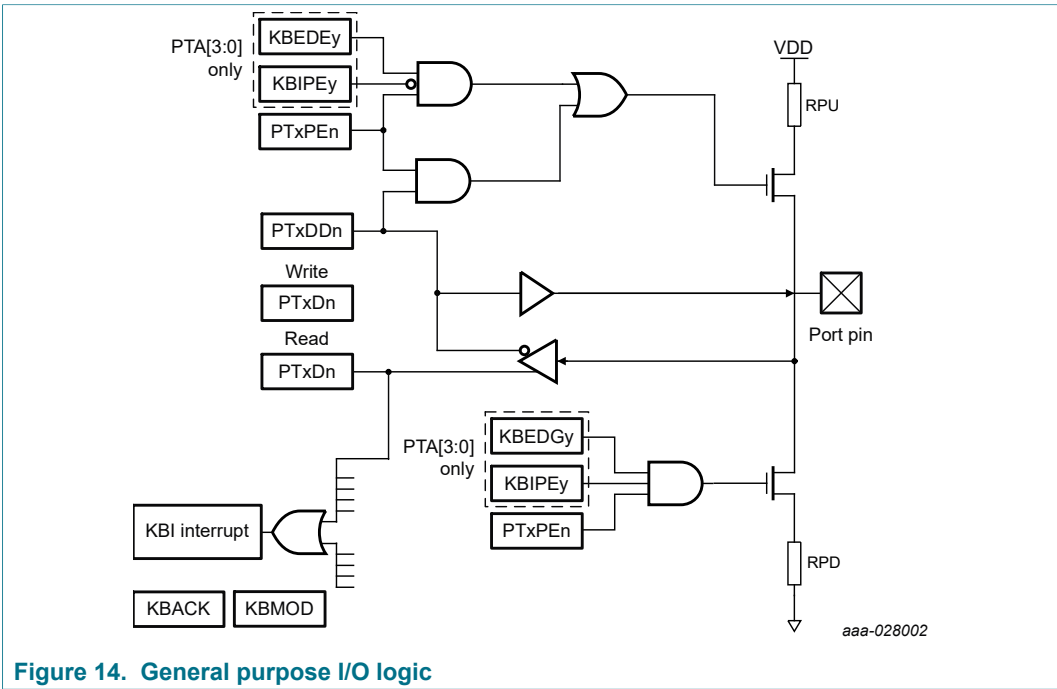 PTA[3:0]
only
KBEDEy
KBIPEy
PTxPEn
VDD
RPU
PTxDDn
Write
PTxDn
Read
PTxDn
Port pin
PTA[3:0]
only
KBEDGy
KBIPEy
PTxPEn
KBI interrupt
RPD
KBACK
KBMOD
aaa-028002
Figure 14. General purpose I/O logic